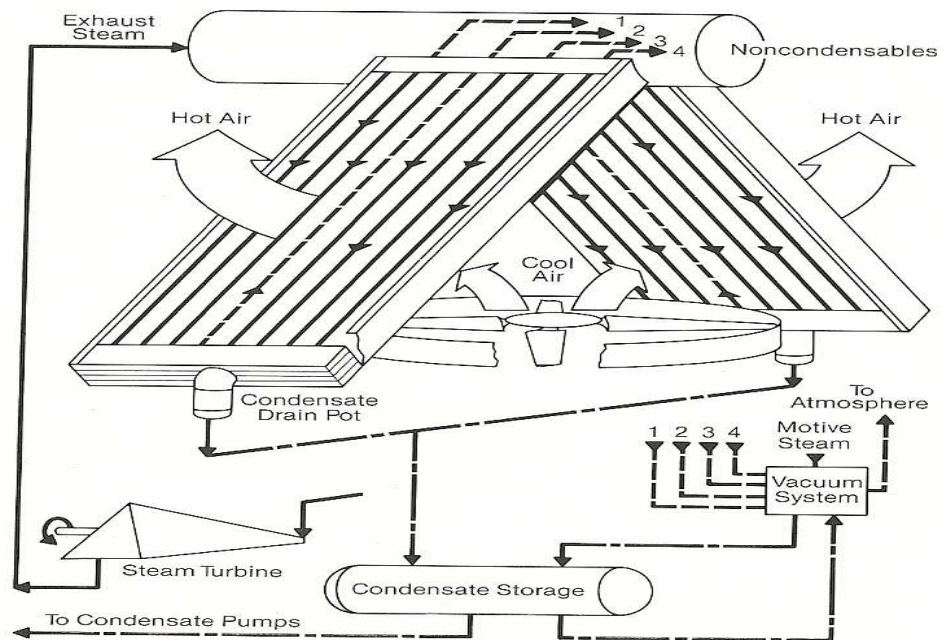 Exhaust
Steam
1
2
3
4
Noncondensables
Hot Air
Hot Air
Cool
Air
Condensate
Drain Pot
To
Atmosphere
1 2 3 4
Motive
Steam
Vacuum
System
Steam Turbine
Condensate Storage
To Condensate Pumps